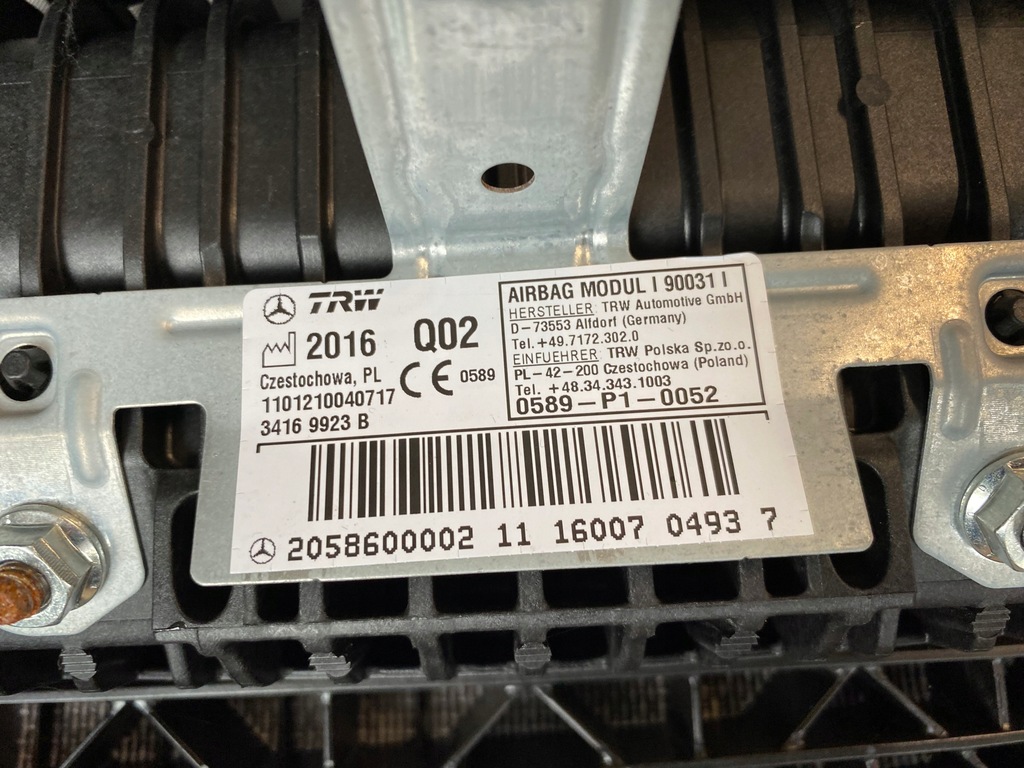 TRW
2016 Q02
Czestochowa, PL
CE 0589
1101210040717
34169923 B
AIRBAG MODUL I 90031 I
HERSTELLER: TRW Automotive GmbH
D-73553 Alfdorf (Germany)
Tel. +49.7172.302.0
EINFUEHRER: TRW Polska Sp.zo.o.
PL-42-200 Czestochowa (Poland)
Tel. +48.34.343.1003
0589-P1-0052
2058600002 11 16007 0493 7